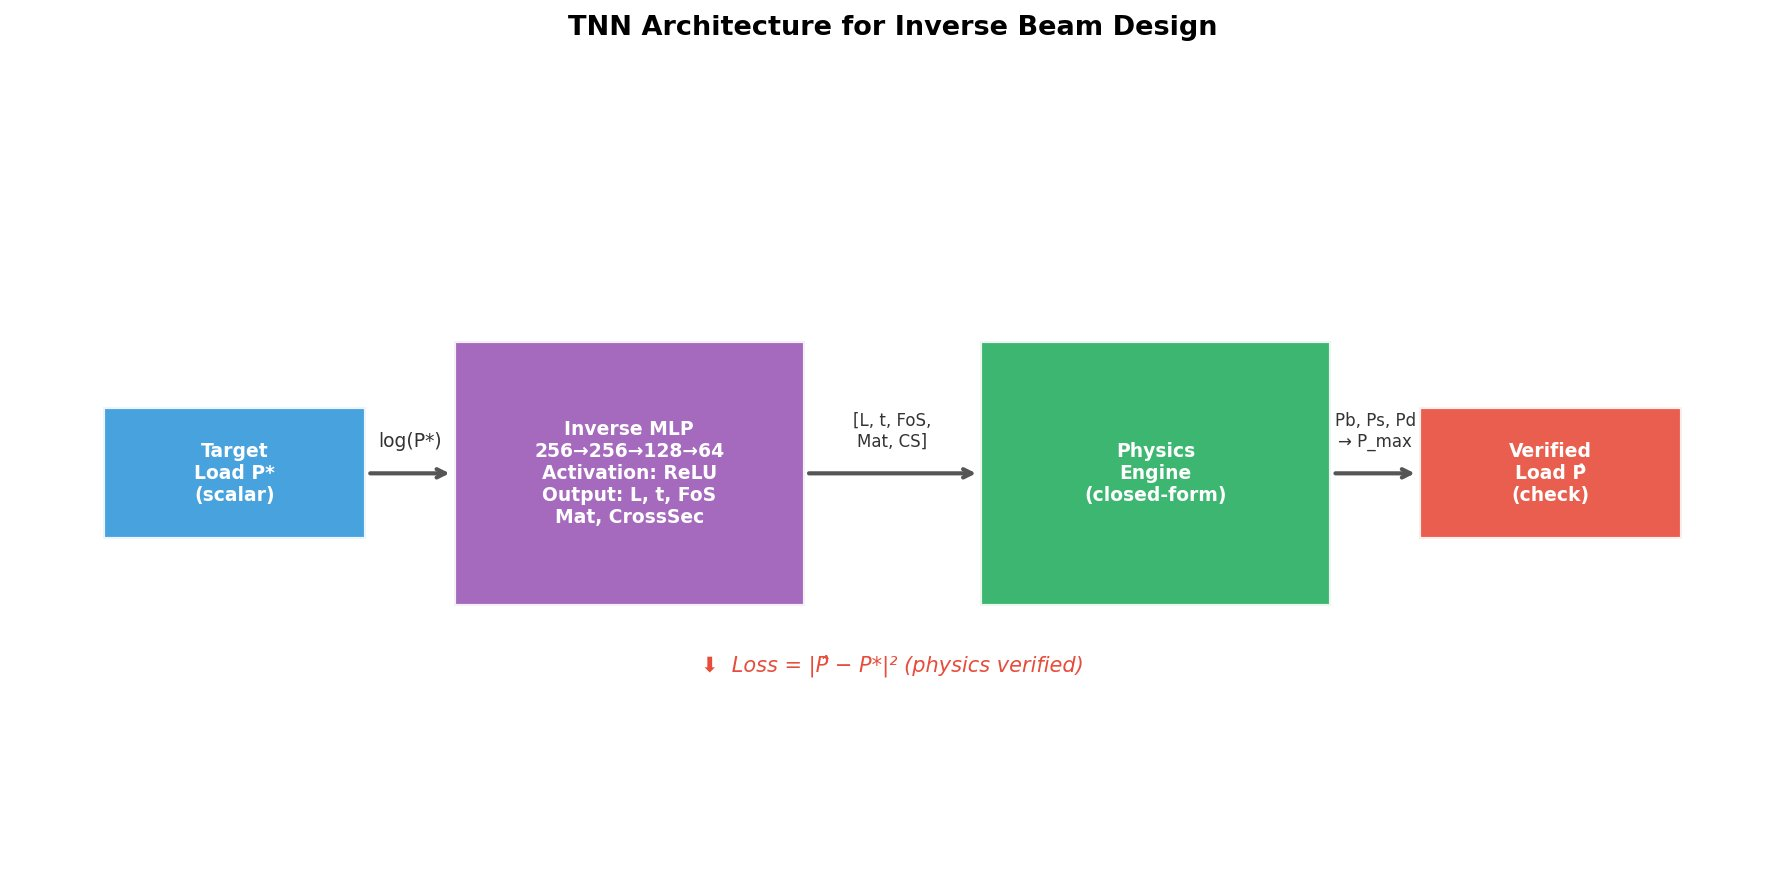 TNN Architecture for Inverse Beam Design
Target
Load P*
(scalar)
log(P*)
Inverse MLP
256→256→128→64
Activation: ReLU
Output: L, t, FoS
Mat, CrossSec
[L, t, FoS,
Mat, CS]
Physics
Engine
(closed-form)
Pb, Ps, Pd
→ P_max
Verified
Load P̂
(check)
⬇ Loss = |P̂ − P*|² (physics verified)